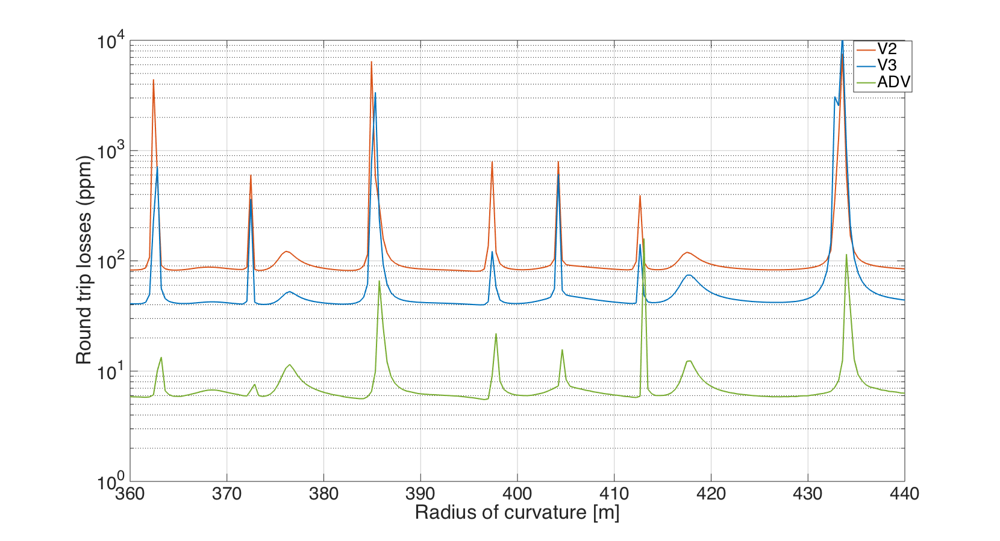 10^4
10^3
10^2
10^1
10^0
Round trip losses (ppm)
V2
V3
ADV
360 370 380 390 400 410 420 430 440
Radius of curvature [m]